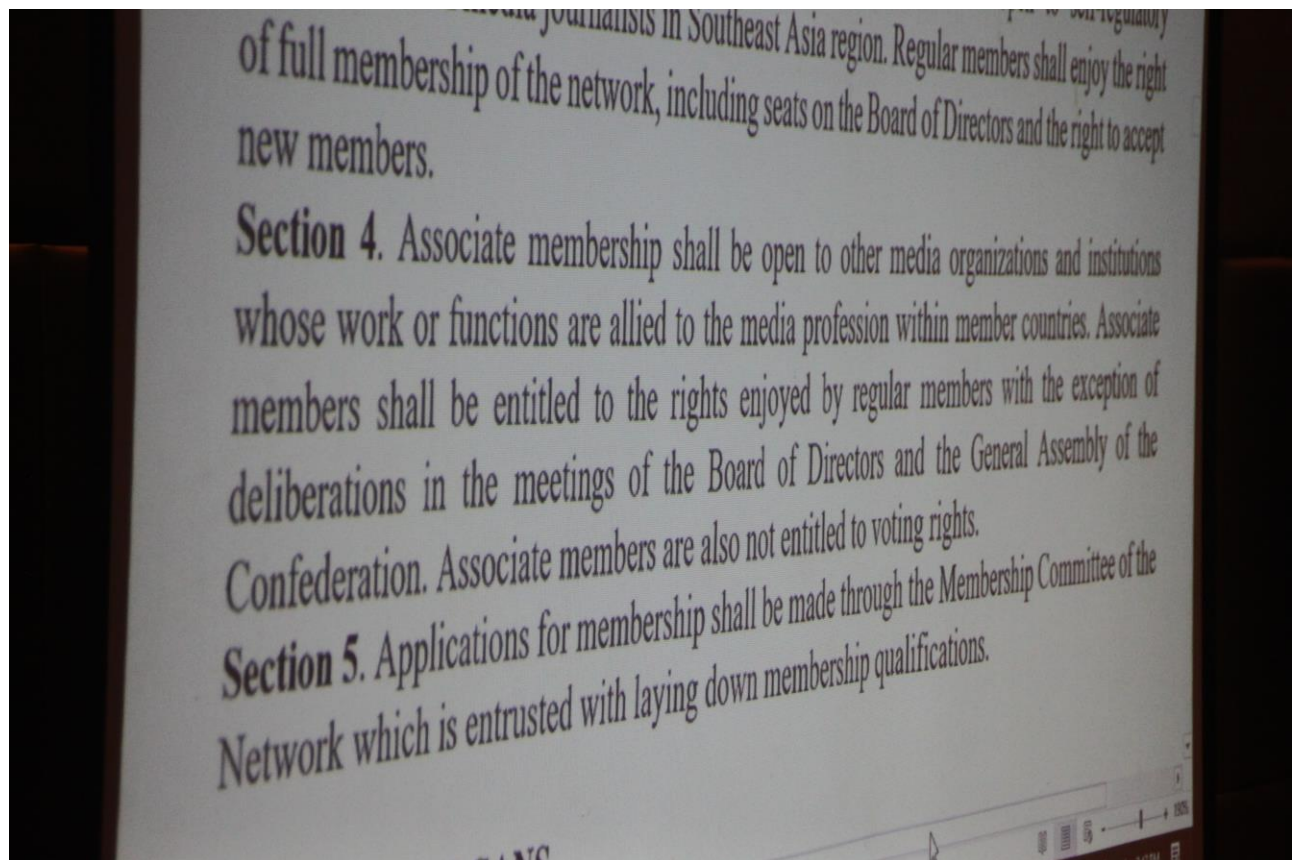 journalists in Southeast Asia region. Regular members shall enjoy the right
of full membership of the network, including seats on the Board of Directors and the right to accept
new members.
Section 4. Associate membership shall be open to other media organizations and institutions
whose work or functions are allied to the media profession within member countries. Associate
members shall be entitled to the rights enjoyed by regular members with the exception of
deliberations in the meetings of the Board of Directors and the General Assembly of the
Confederation. Associate members are also not entitled to voting rights.
Section 5. Applications for membership shall be made through the Membership Committee of the
Network which is entrusted with laying down membership qualifications.